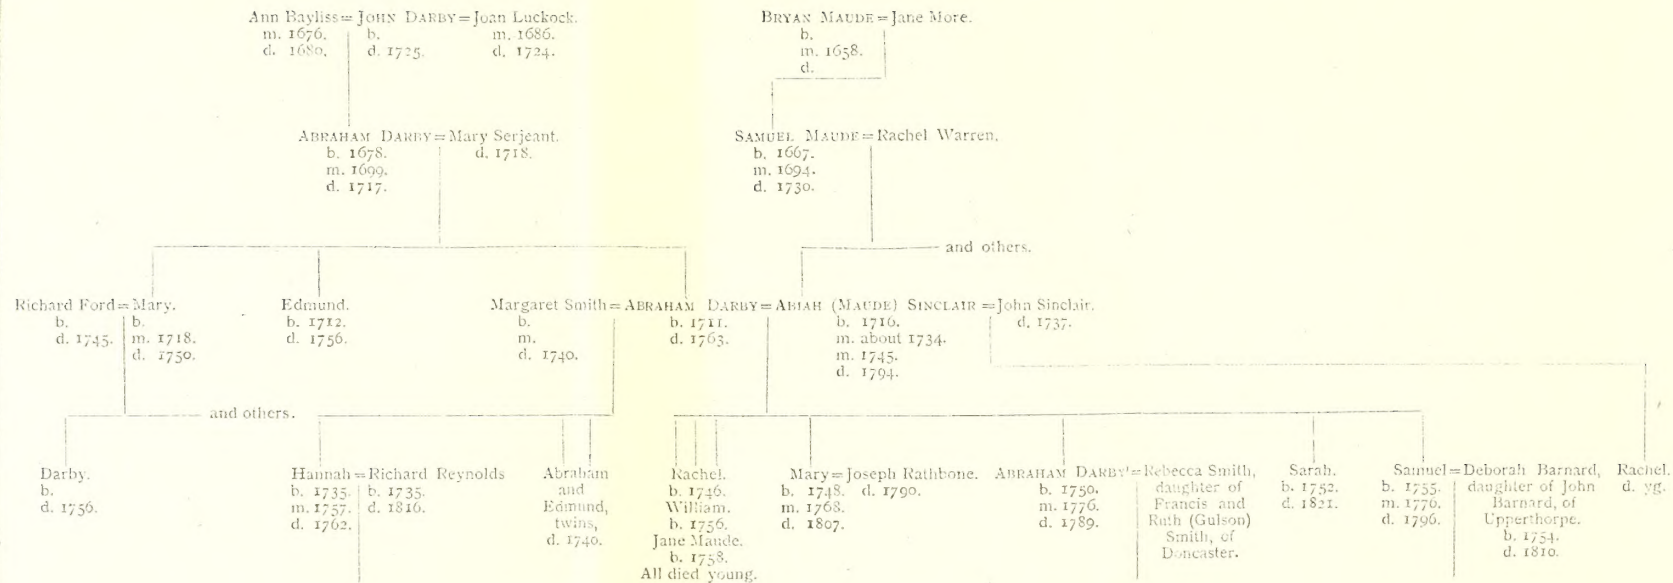 Ann Bayliss = JOHN DARBY = Joan Luckock.
m. 1676. b. m. 1686.
d. 1680. d. 1725. d. 1724.
BRYAN MAUDE = Jane More.
b.
m. 1658.
d.
ABRAHAM DARBY = Mary Serjeant.
b. 1678. d. 1718.
m. 1699.
d. 1717.
SAMUEL MAUDE = Rachel Warren.
b. 1667.
m. 1694.
d. 1730.
and others.
Richard Ford = Mary.
b. b.
d. 1745. m. 1718.
d. 1750.
Edmund.
b. 1712.
d. 1756.
Margaret Smith = ABRAHAM DARBY = ABIAH (MAUDE) SINCLAIR = John Sinclair.
b. b. 1711. b. 1716. d. 1737.
m. d. 1763. m. about 1734.
d. 1740. m. 1745.
d. 1794.
and others.
Darby.
b.
d. 1756.
Hannah = Richard Reynolds
b. 1735. b. 1735.
m. 1757. d. 1816.
d. 1762.
Abraham
and
Edmund,
twins,
d. 1740.
Rachel.
b. 1746.
William.
b. 1756.
Jane Maude.
b. 1758.
All died young.
Mary = Joseph Rathbone.
b. 1748. d. 1790.
m. 1768.
d. 1807.
ABRAHAM DARBY = Rebecca Smith,
b. 1750. daughter of
m. 1776. Francis and
d. 1789. Ruth (Gulson)
Smith, of
Doncaster.
Sarah.
b. 1752.
d. 1821.
Samuel = Deborah Barnard,
b. 1755. daughter of John
m. 1776. Barnard, of
d. 1796. Upperthorpe.
b. 1754.
d. 1810.
Rachel.
d. yg.